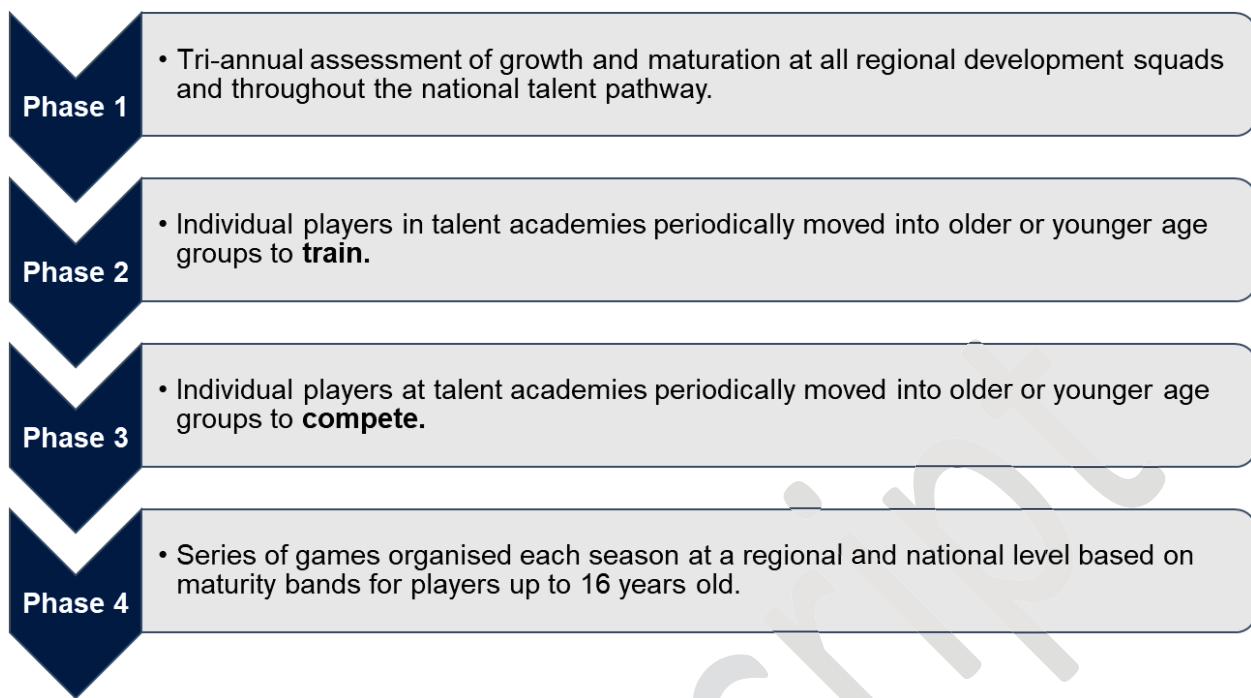 Phase 1
• Tri-annual assessment of growth and maturation at all regional development squads
and throughout the national talent pathway.
Phase 2
• Individual players in talent academies periodically moved into older or younger age
groups to train.
Phase 3
• Individual players at talent academies periodically moved into older or younger age
groups to compete.
Phase 4
• Series of games organised each season at a regional and national level based on
maturity bands for players up to 16 years old.
cript